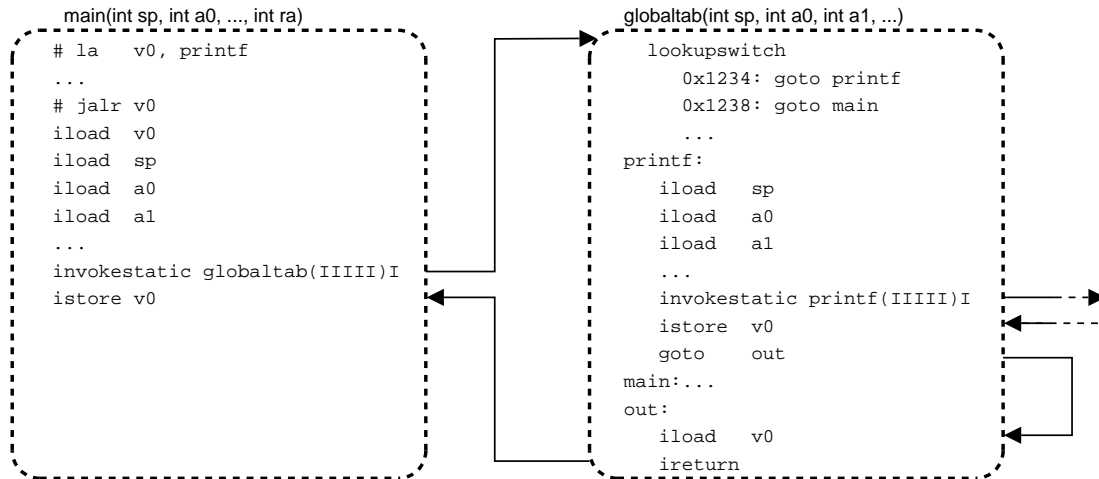 main(int sp, int a0, ..., int ra)
# la   v0, printf
...
# jalr v0
iload  v0
iload  sp
iload  a0
iload  a1
...
invokestatic globaltab(IIIII)I
istore v0
globaltab(int sp, int a0, int a1, ...)
lookupswitch
0x1234: goto printf
0x1238: goto main
...
printf:
iload   sp
iload   a0
iload   a1
...
invokestatic printf(IIIII)I
istore  v0
goto    out
main:...
out:
iload   v0
ireturn